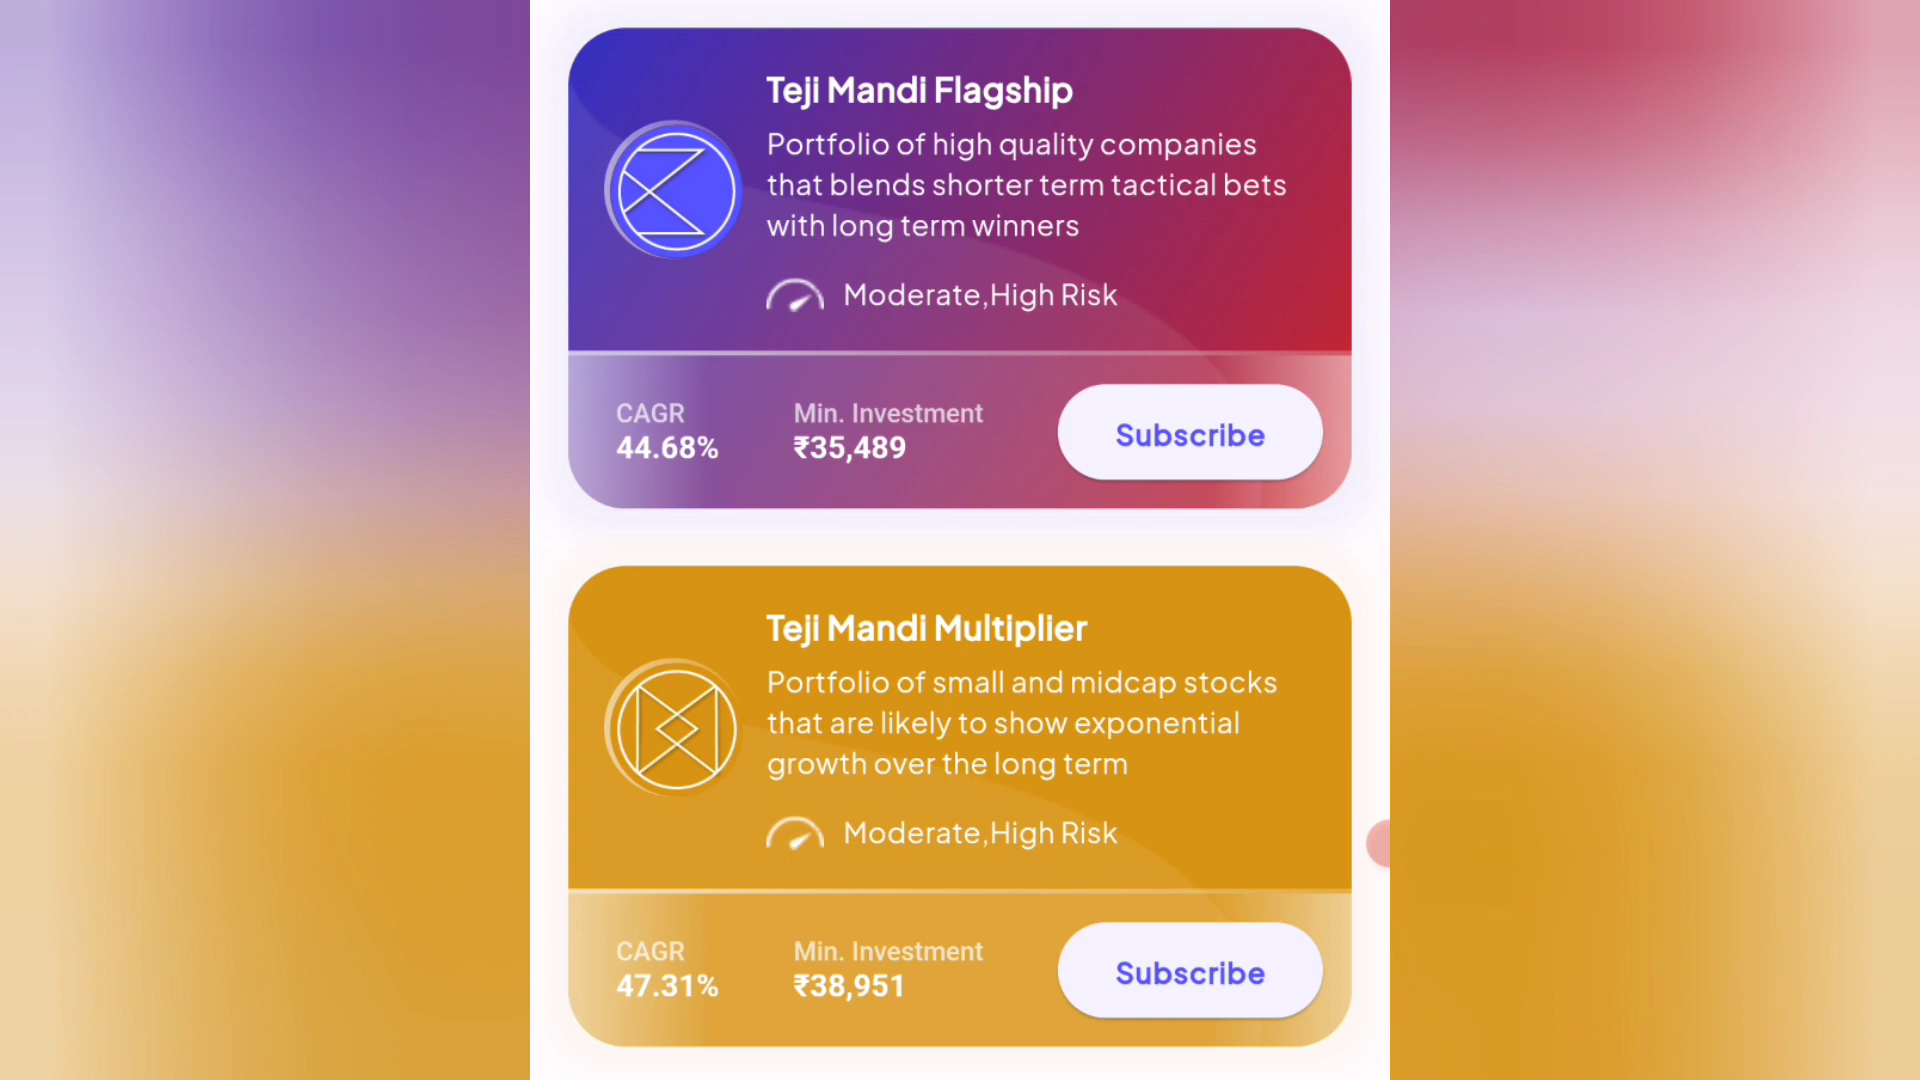 Teji Mandi Flagship
Portfolio of high quality companies
that blends shorter term tactical bets
with long term winners
Moderate,High Risk
CAGR
44.68%
Min. Investment
₹35,489
Subscribe
Teji Mandi Multiplier
Portfolio of small and midcap stocks
that are likely to show exponential
growth over the long term
Moderate,High Risk
CAGR
47.31%
Min. Investment
₹38,951
Subscribe